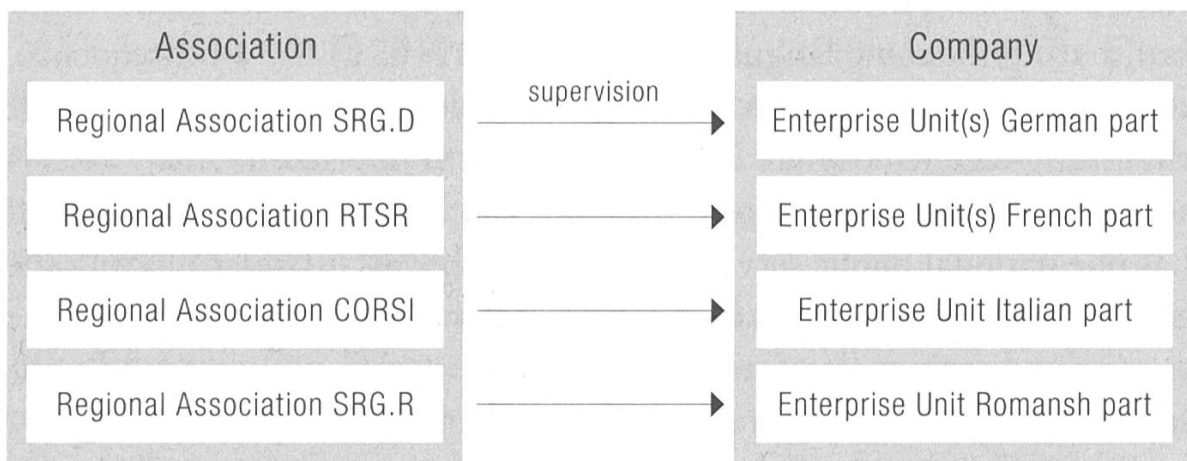 Association
Company
supervision
Regional Association SRG.D
Enterprise Unit(s) German part
Regional Association RTSR
Enterprise Unit(s) French part
Regional Association CORSI
Enterprise Unit Italian part
Regional Association SRG.R
Enterprise Unit Romansh part